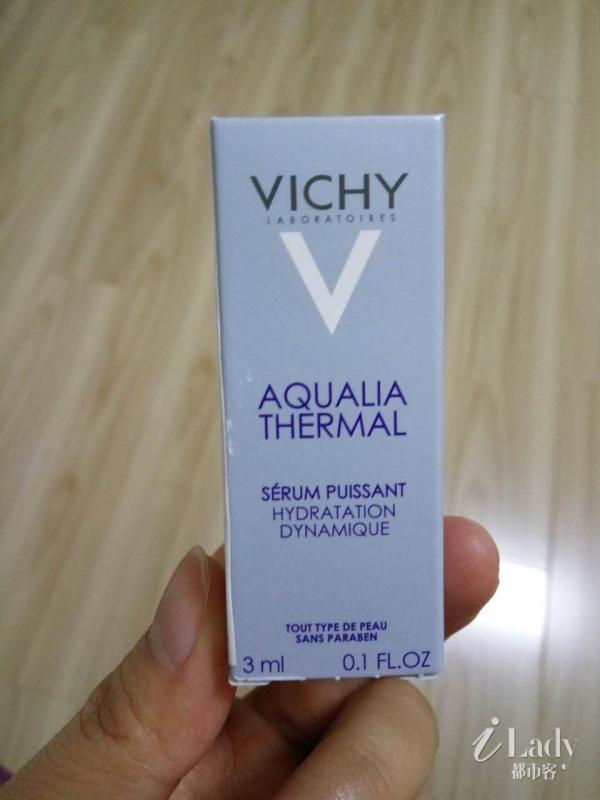 VICHY
LABORATOIRES
V
AQUALIA
THERMAL
SÉRUM PUISSANT
HYDRATATION
DYNAMIQUE
TOUT TYPE DE PEAU
SANS PARABEN
3 ml 0.1 FL.OZ
iLady
都市客